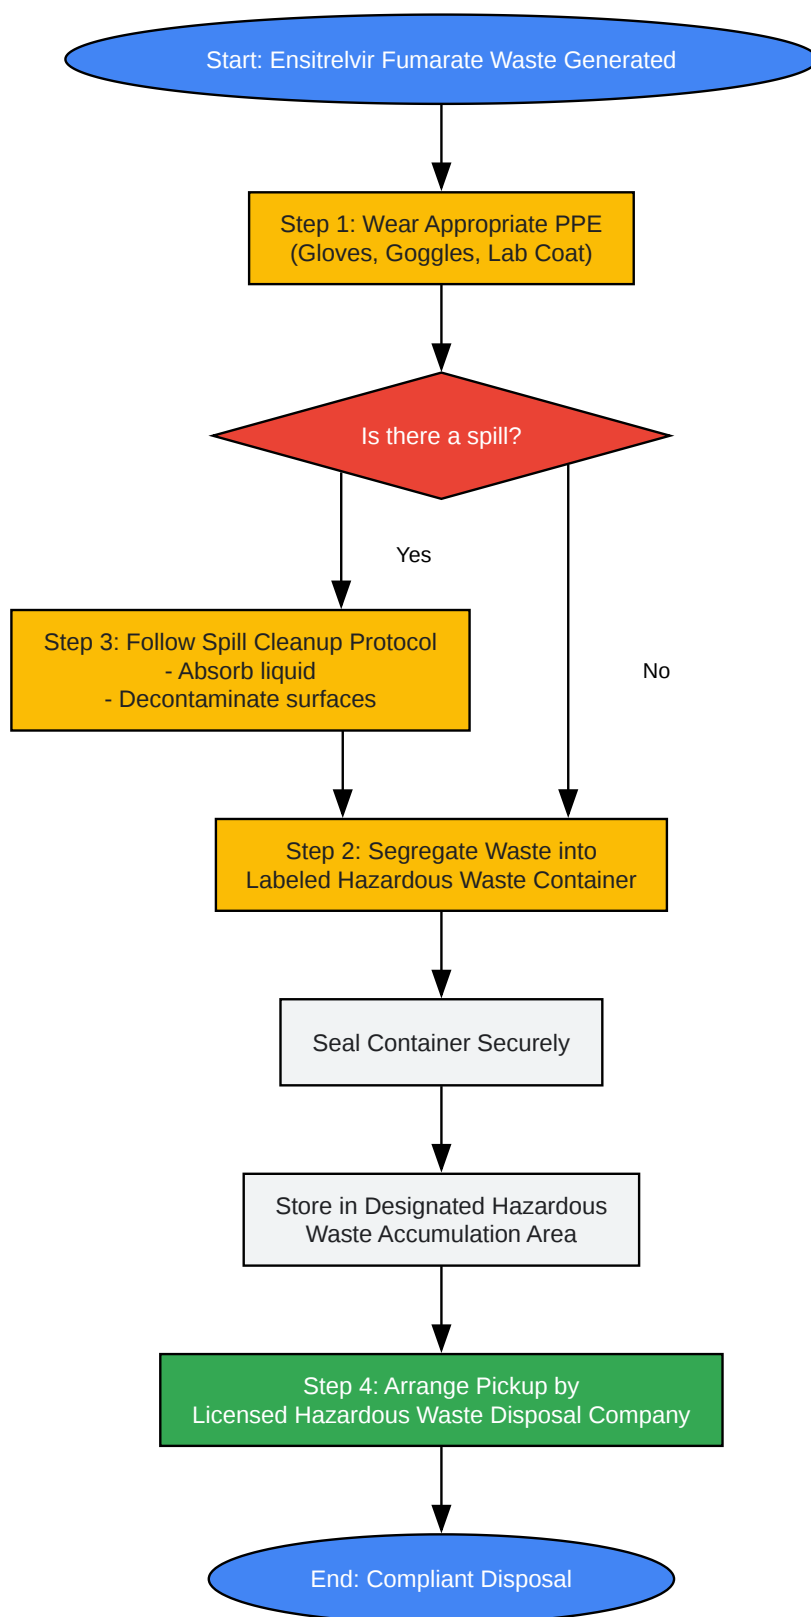 Start: Ensitrelvir Fumarate Waste Generated
Step 1: Wear Appropriate PPE
(Gloves, Goggles, Lab Coat)
Is there a spill?
Yes
Step 3: Follow Spill Cleanup Protocol
- Absorb liquid
- Decontaminate surfaces
No
Step 2: Segregate Waste into
Labeled Hazardous Waste Container
Seal Container Securely
Store in Designated Hazardous
Waste Accumulation Area
Step 4: Arrange Pickup by
Licensed Hazardous Waste Disposal Company
End: Compliant Disposal